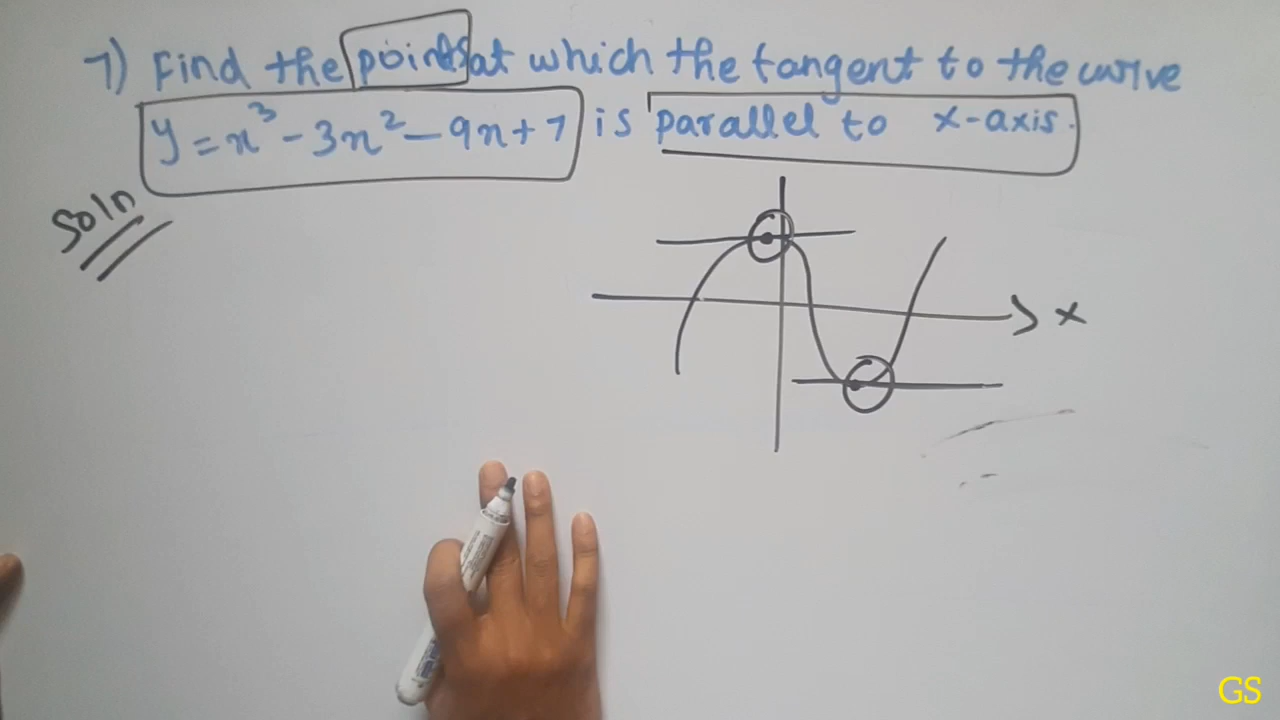 7) Find the points at which the tangent to the curve
y = x³ - 3x² - 9x + 7 is parallel to x-axis.
Soln
x
GS